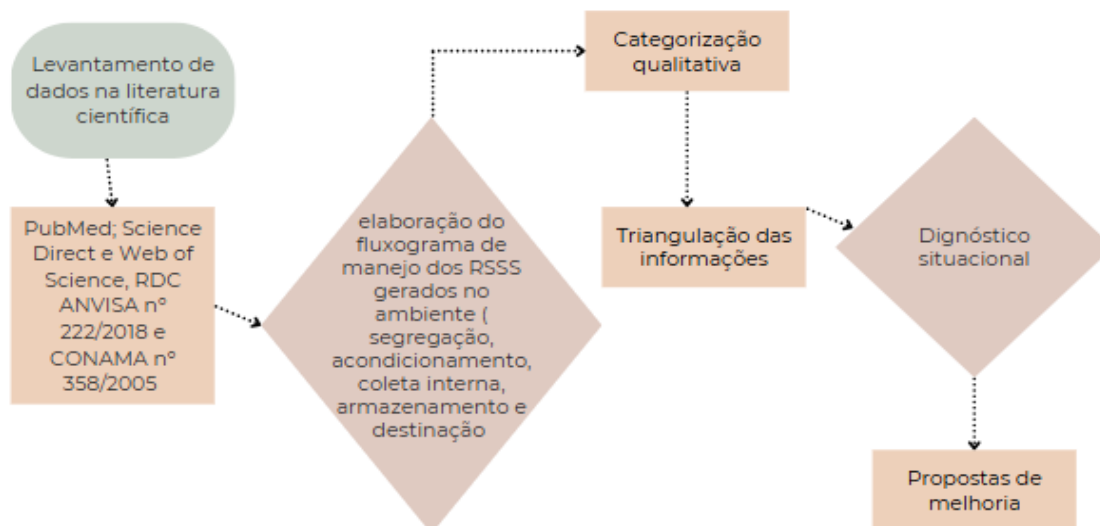 Levantamento de
dados na literatura
científica
PubMed; Science
Direct e Web of
Science, RDC
ANVISA nº
222/2018 e
CONAMA nº
358/2005
elaboração do
fluxograma de
manejo dos RSSS
gerados no
ambiente (
segregação,
acondicionamento,
coleta interna,
armazenamento e
destinação
Categorização
qualitativa
Triangulação das
informações
Dignóstico
situacional
Propostas de
melhoria